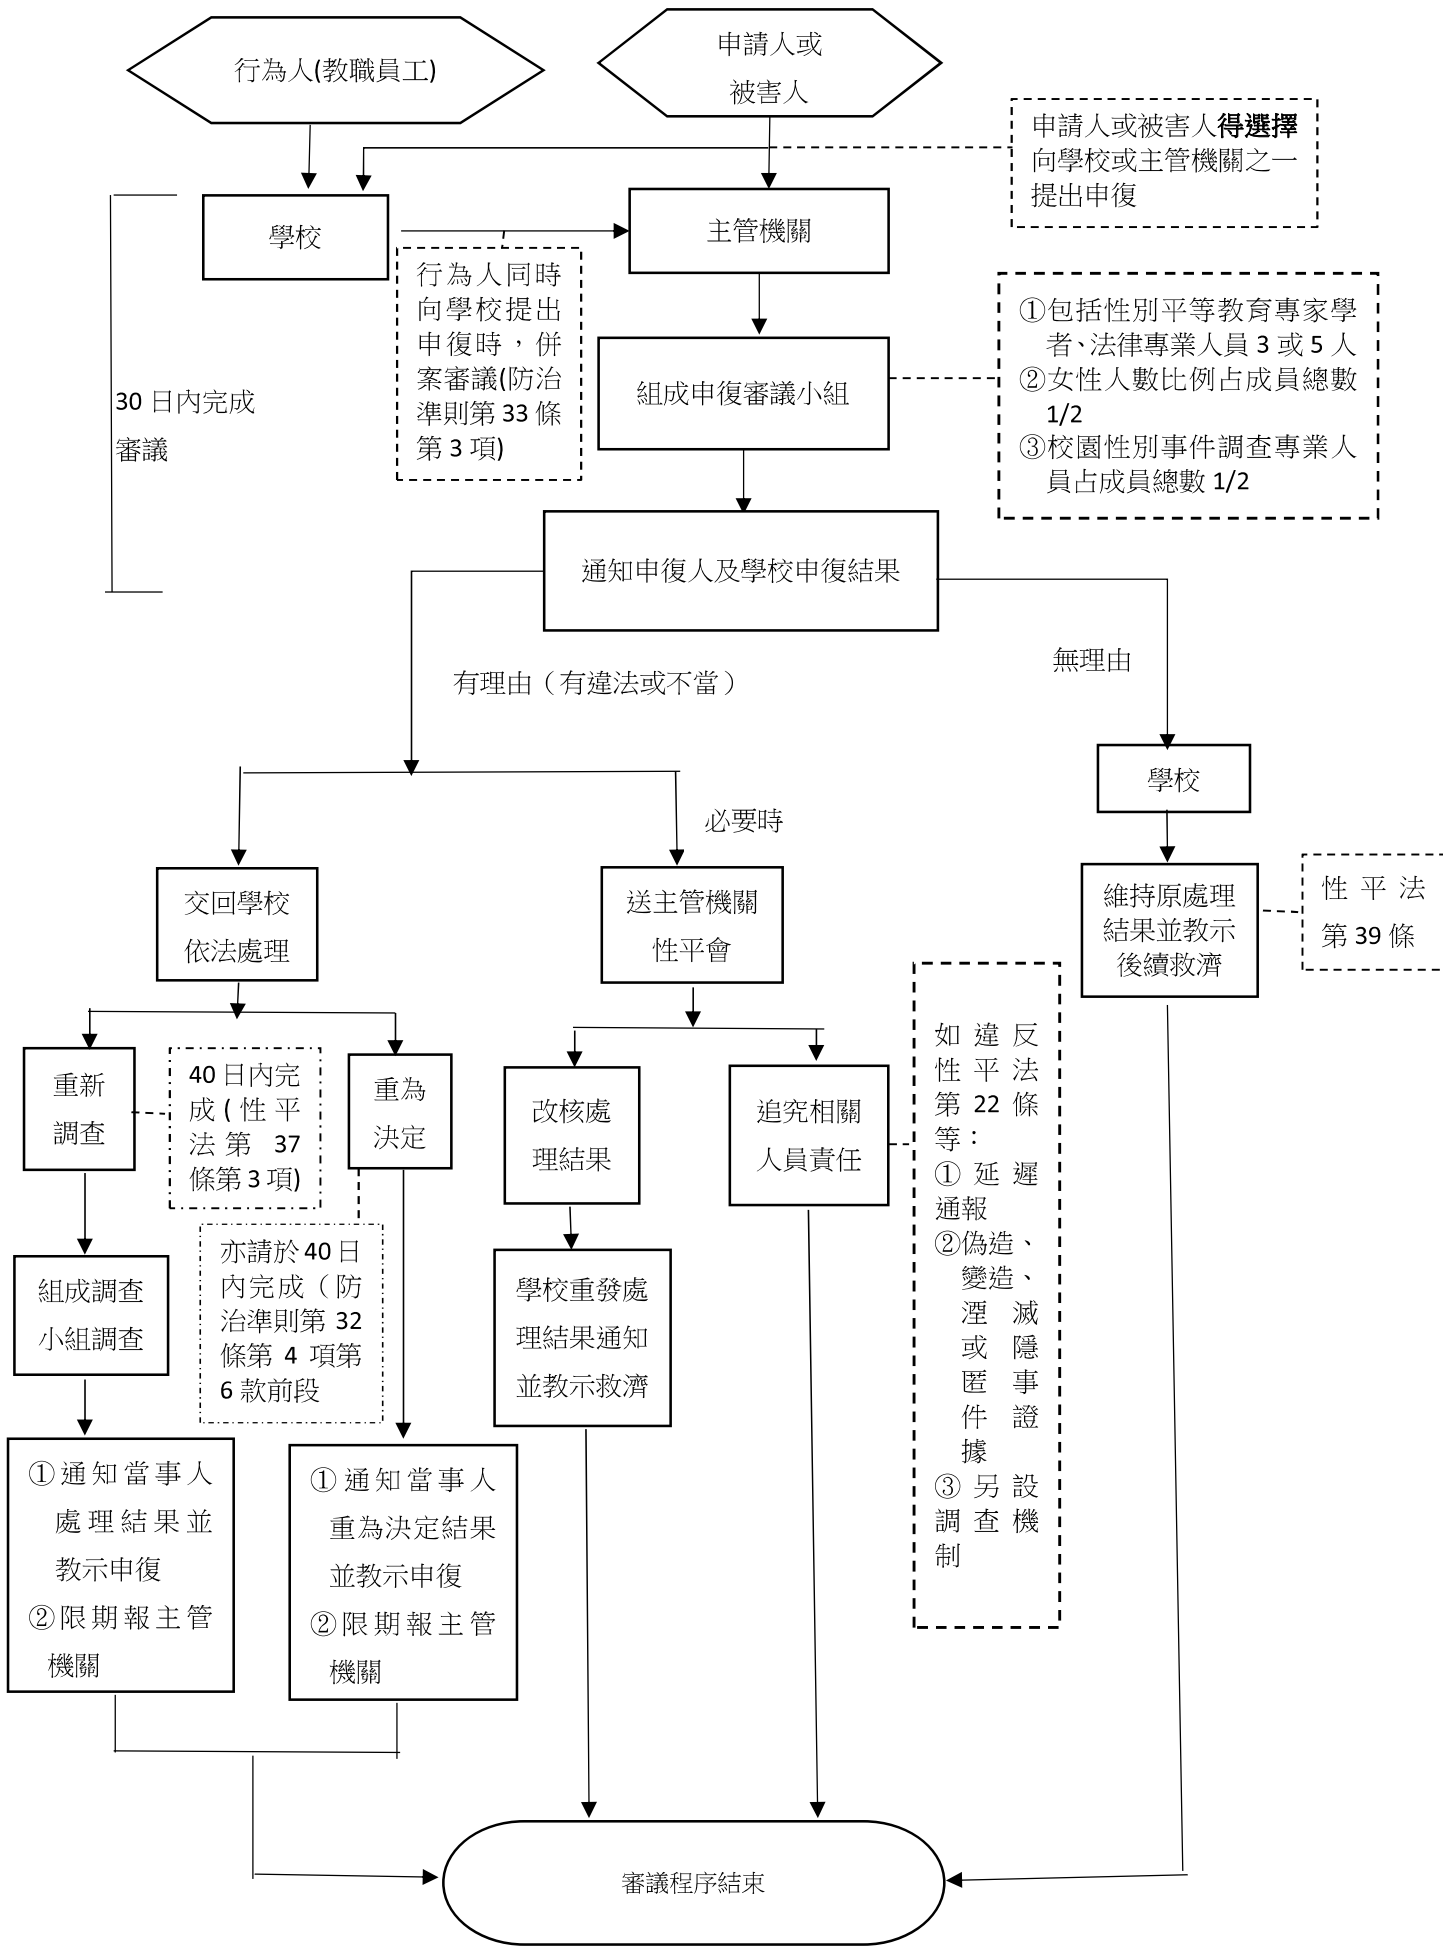 行為人(教職員工)
申請人或
被害人
申請人或被害人得選擇
向學校或主管機關之一
提出申復
學校
主管機關
行為人同時
向學校提出
申復時，併
案審議(防治
準則第 33 條
第 3 項)
①包括性別平等教育專家學
者、法律專業人員 3 或 5 人
②女性人數比例占成員總數
1/2
③校園性別事件調查專業人
員占成員總數 1/2
組成申復審議小組
30 日內完成
審議
通知申復人及學校申復結果
有理由（有違法或不當）
無理由
學校
必要時
交回學校
依法處理
送主管機關
性平會
維持原處理
結果並教示
後續救濟
性平法
第 39 條
重新
調查
40 日內完
成(性平
法第 37
條第 3 項)
重為
決定
改核處
理結果
追究相關
人員責任
如違反
性平法
第 22 條
等：
①延遲
通報
②偽造、
變造、
湮滅
或隱
匿事
件證
據
③另設
調查機
制
組成調查
小組調查
亦請於 40 日
內完成（防
治準則第 32
條第 4 項第
6 款前段
學校重發處
理結果通知
並教示救濟
①通知當事人
處理結果並
教示申復
②限期報主管
機關
①通知當事人
重為決定結果
並教示申復
②限期報主管
機關
審議程序結束